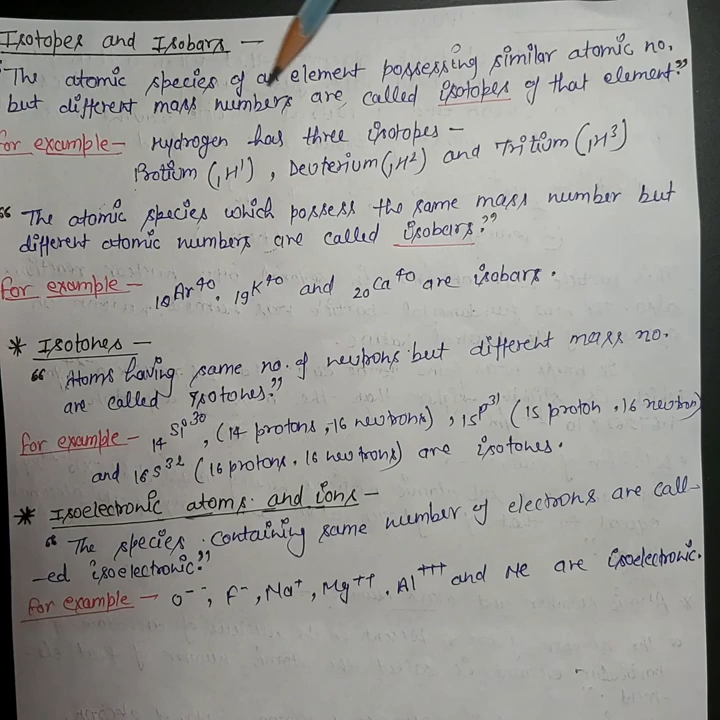 Isotopes and Isobars —
"The atomic species of an element possessing similar atomic no.
but different mass numbers are called isotopes of that element."
for example - Hydrogen has three isotopes -
Protium (₁H¹), Deuterium (₁H²) and Tritium (₁H³)
"The atomic species which possess the same mass number but
different atomic numbers are called isobars."
for example - ₁₈Ar⁴⁰, ₁₉K⁴⁰ and ₂₀Ca⁴⁰ are isobars.
* Isotones -
"Atoms having same no. of neutrons but different mass no.
are called Isotones."
for example - ₁₄Si³⁰, (14 protons, 16 neutrons), ₁₅P³¹ (15 proton, 16 neutron)
and ₁₆S³² (16 protons, 16 neutrons) are isotones.
* Isoelectronic atoms and ions -
"The species containing same number of electrons are call-
-ed isoelectronic."
for example - O⁻⁻, F⁻, Na⁺, Mg⁺⁺, Al⁺⁺⁺ and Ne are isoelectronic.